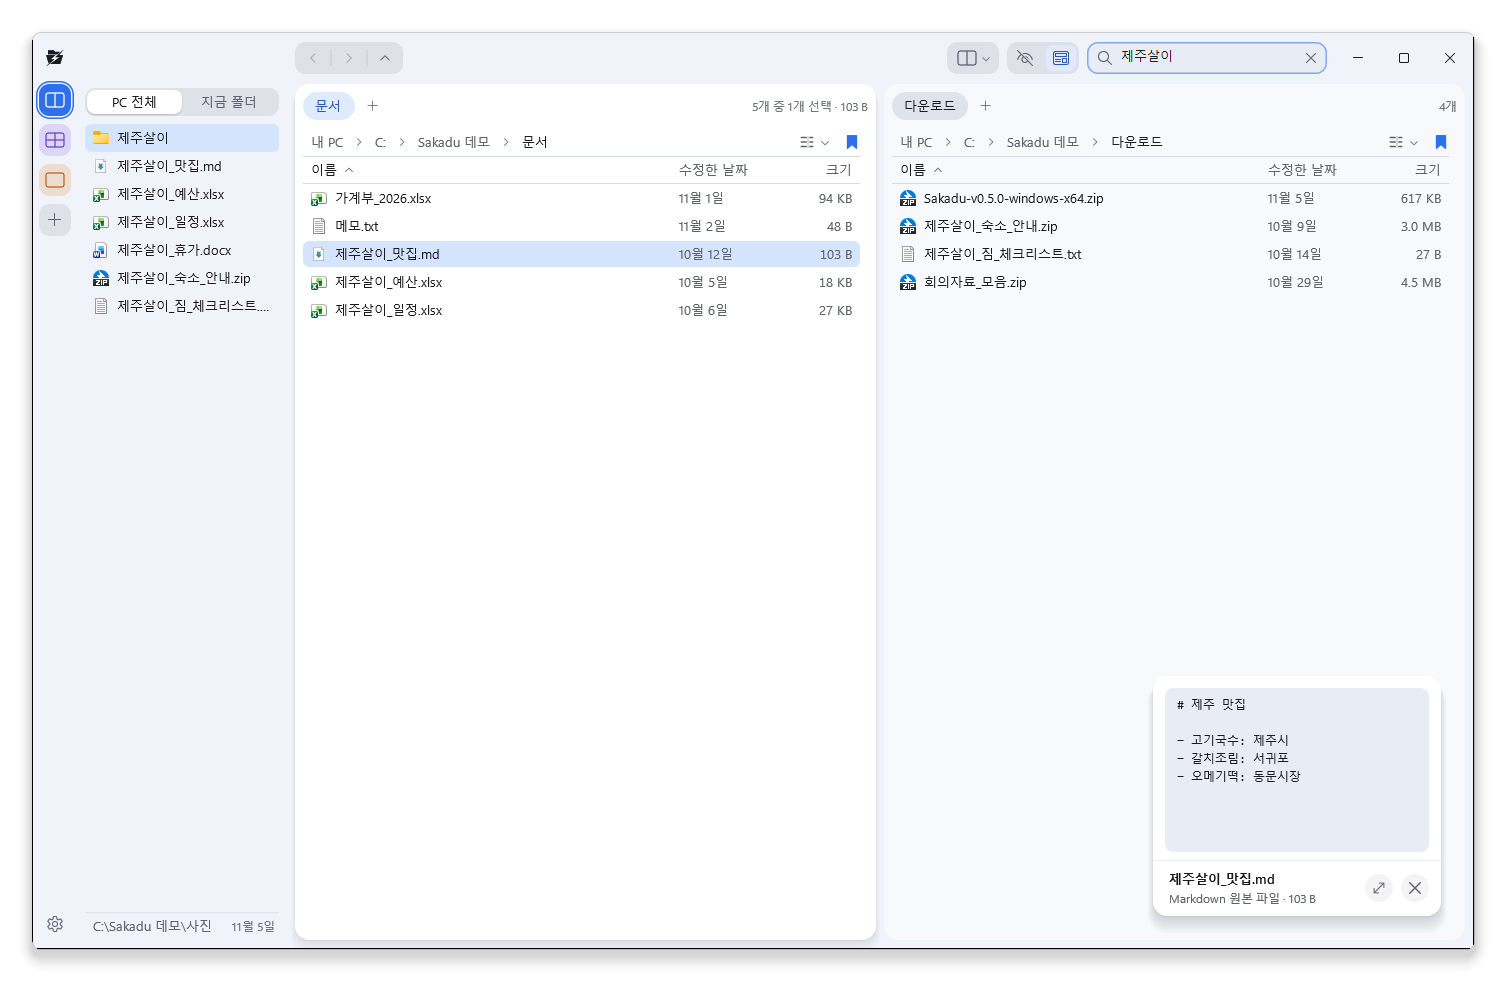 제주살이
PC 전체
지금 폴더
제주살이
제주살이_맛집.md
제주살이_예산.xlsx
제주살이_일정.xlsx
제주살이_휴가.docx
제주살이_숙소_안내.zip
제주살이_짐_체크리스트....
C:\Sakadu 데모\사진 11월 5일
문서
5개 중 1개 선택 · 103 B
내 PC > C: > Sakadu 데모 > 문서
이름 수정한 날짜 크기
가계부_2026.xlsx 11월 1일 94 KB
메모.txt 11월 2일 48 B
제주살이_맛집.md 10월 12일 103 B
제주살이_예산.xlsx 10월 5일 18 KB
제주살이_일정.xlsx 10월 6일 27 KB
다운로드
4개
내 PC > C: > Sakadu 데모 > 다운로드
이름 수정한 날짜 크기
Sakadu-v0.5.0-windows-x64.zip 11월 5일 617 KB
제주살이_숙소_안내.zip 10월 9일 3.0 MB
제주살이_짐_체크리스트.txt 10월 14일 27 B
회의자료_모음.zip 10월 29일 4.5 MB
# 제주 맛집
- 고기국수: 제주시
- 갈치조림: 서귀포
- 오메기떡: 동문시장
제주살이_맛집.md
Markdown 원본 파일 · 103 B